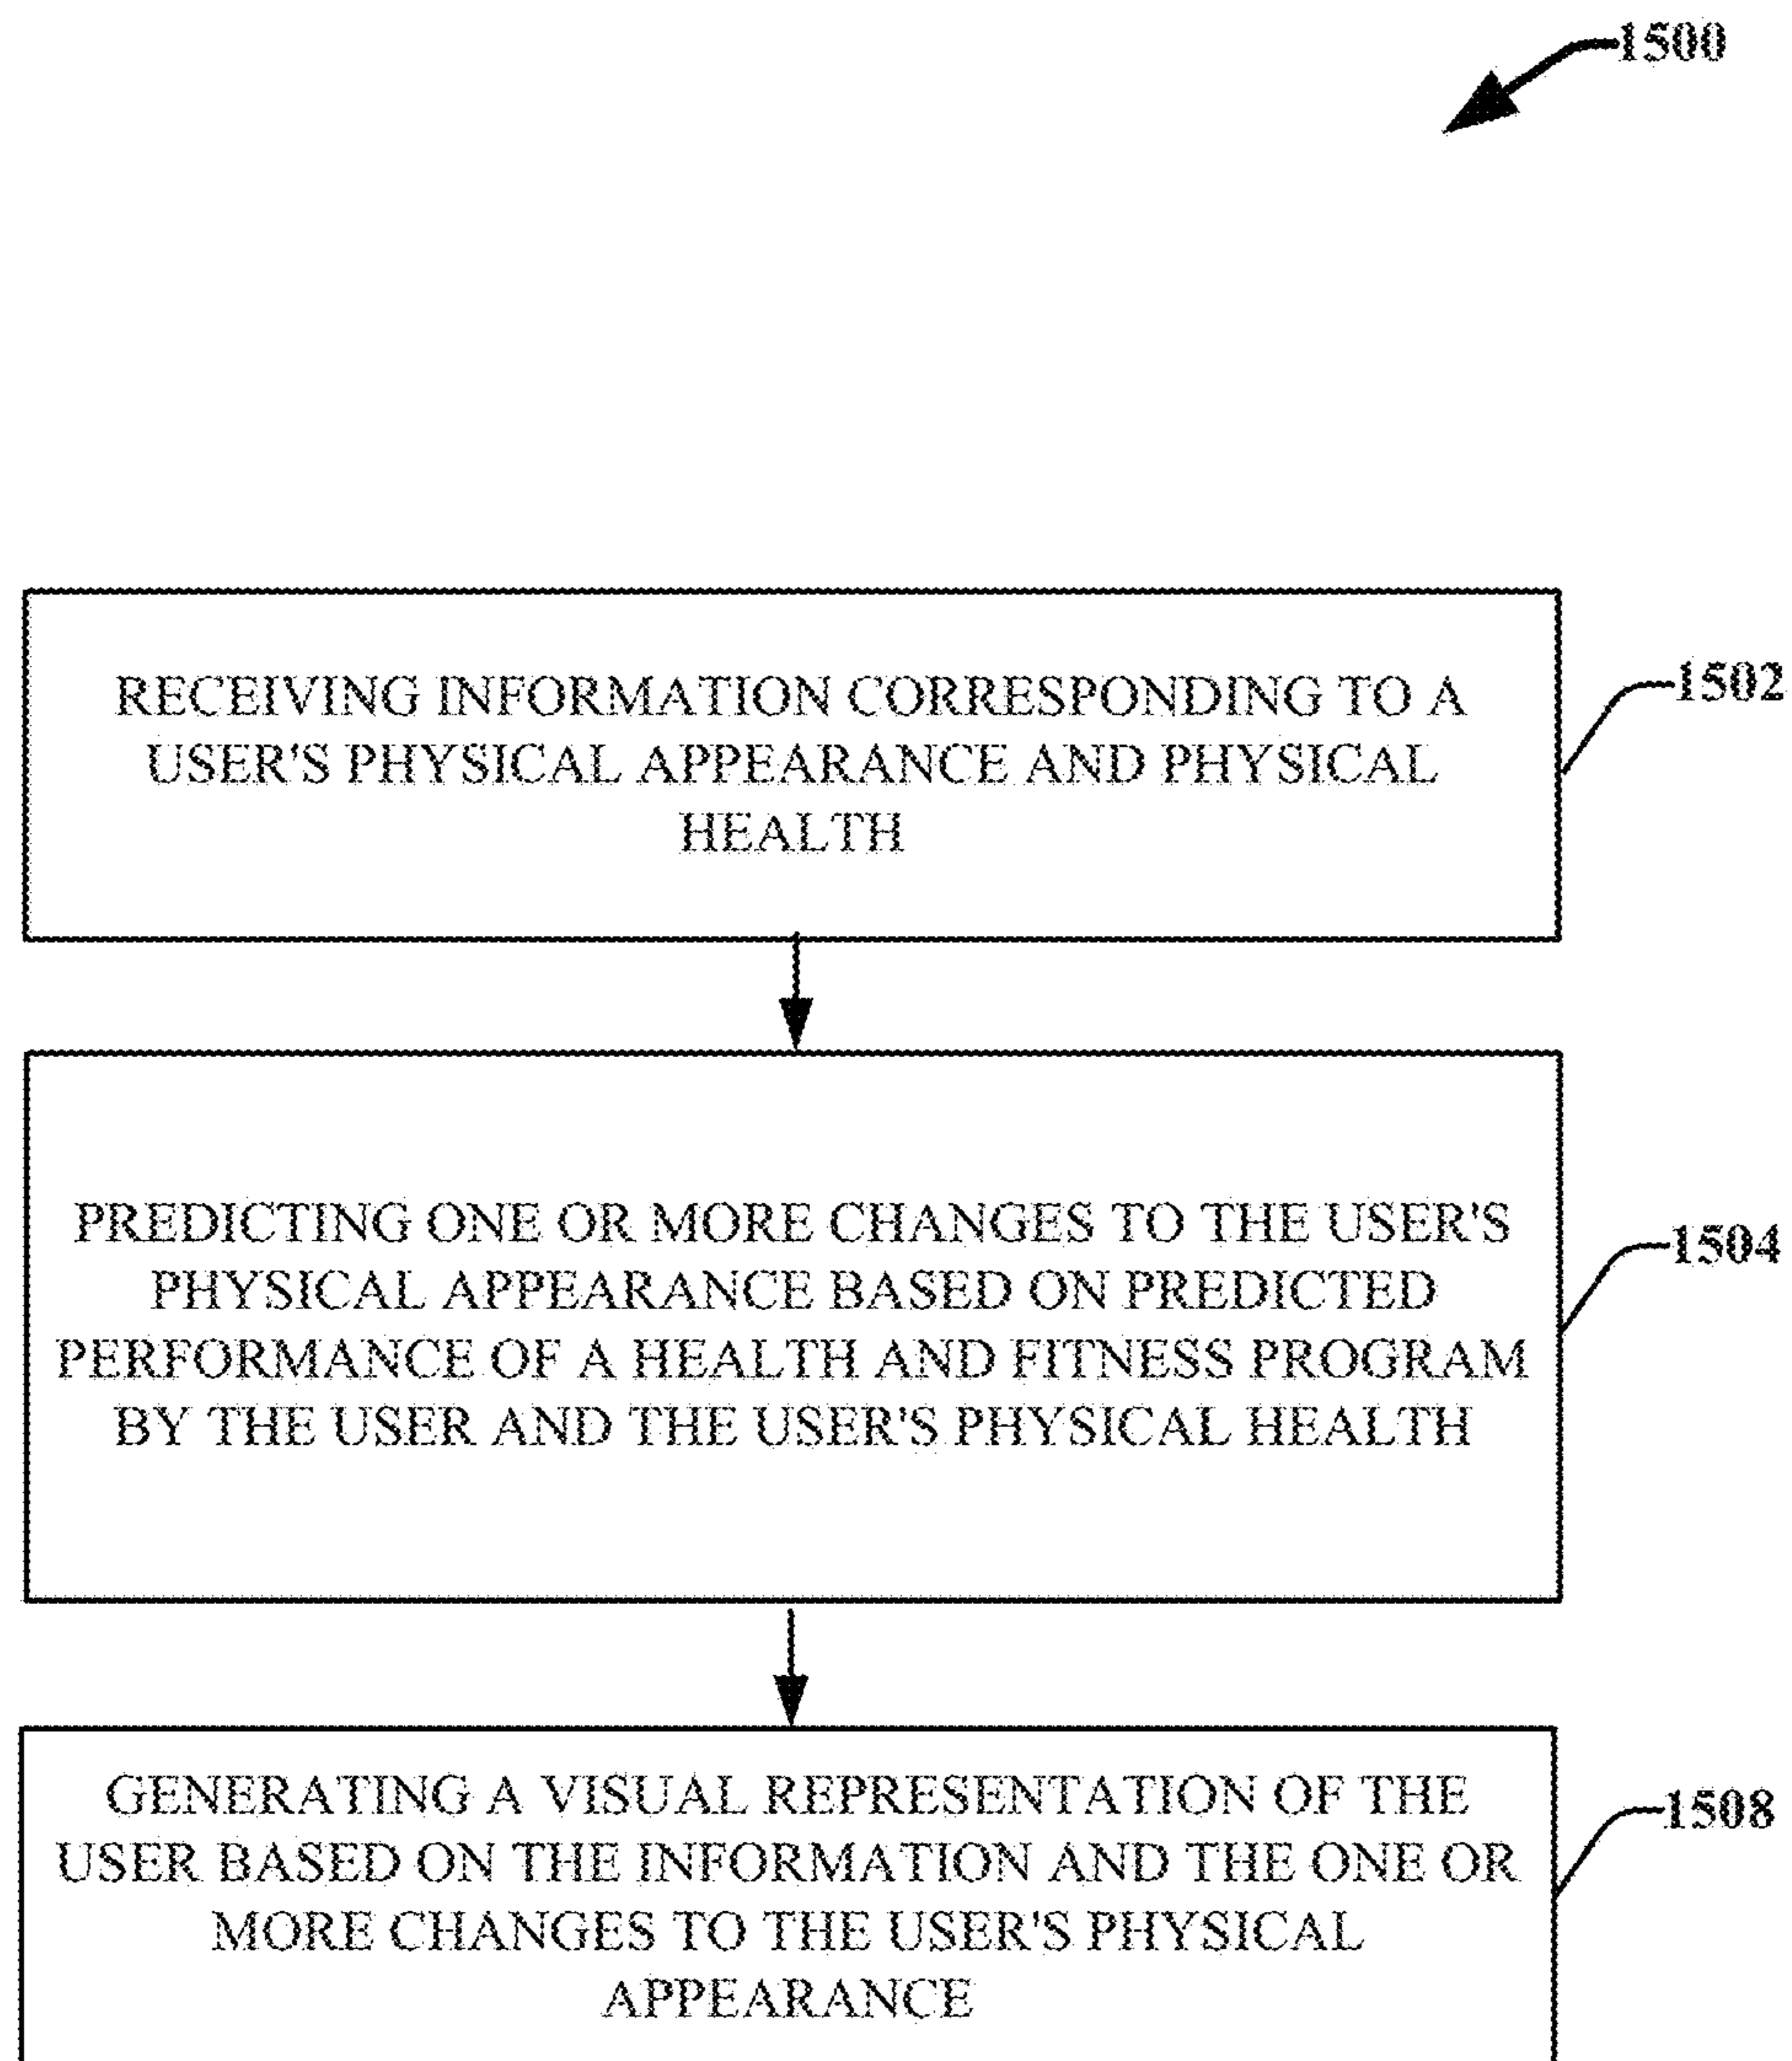 1500
RECEIVING INFORMATION CORRESPONDING TO A
USER'S PHYSICAL APPEARANCE AND PHYSICAL
HEALTH
1502
PREDICTING ONE OR MORE CHANGES TO THE USER'S
PHYSICAL APPEARANCE BASED ON PREDICTED
PERFORMANCE OF A HEALTH AND FITNESS PROGRAM
BY THE USER AND THE USER'S PHYSICAL HEALTH
1504
GENERATING A VISUAL REPRESENTATION OF THE
USER BASED ON THE INFORMATION AND THE ONE OR
MORE CHANGES TO THE USER'S PHYSICAL
APPEARANCE
1508